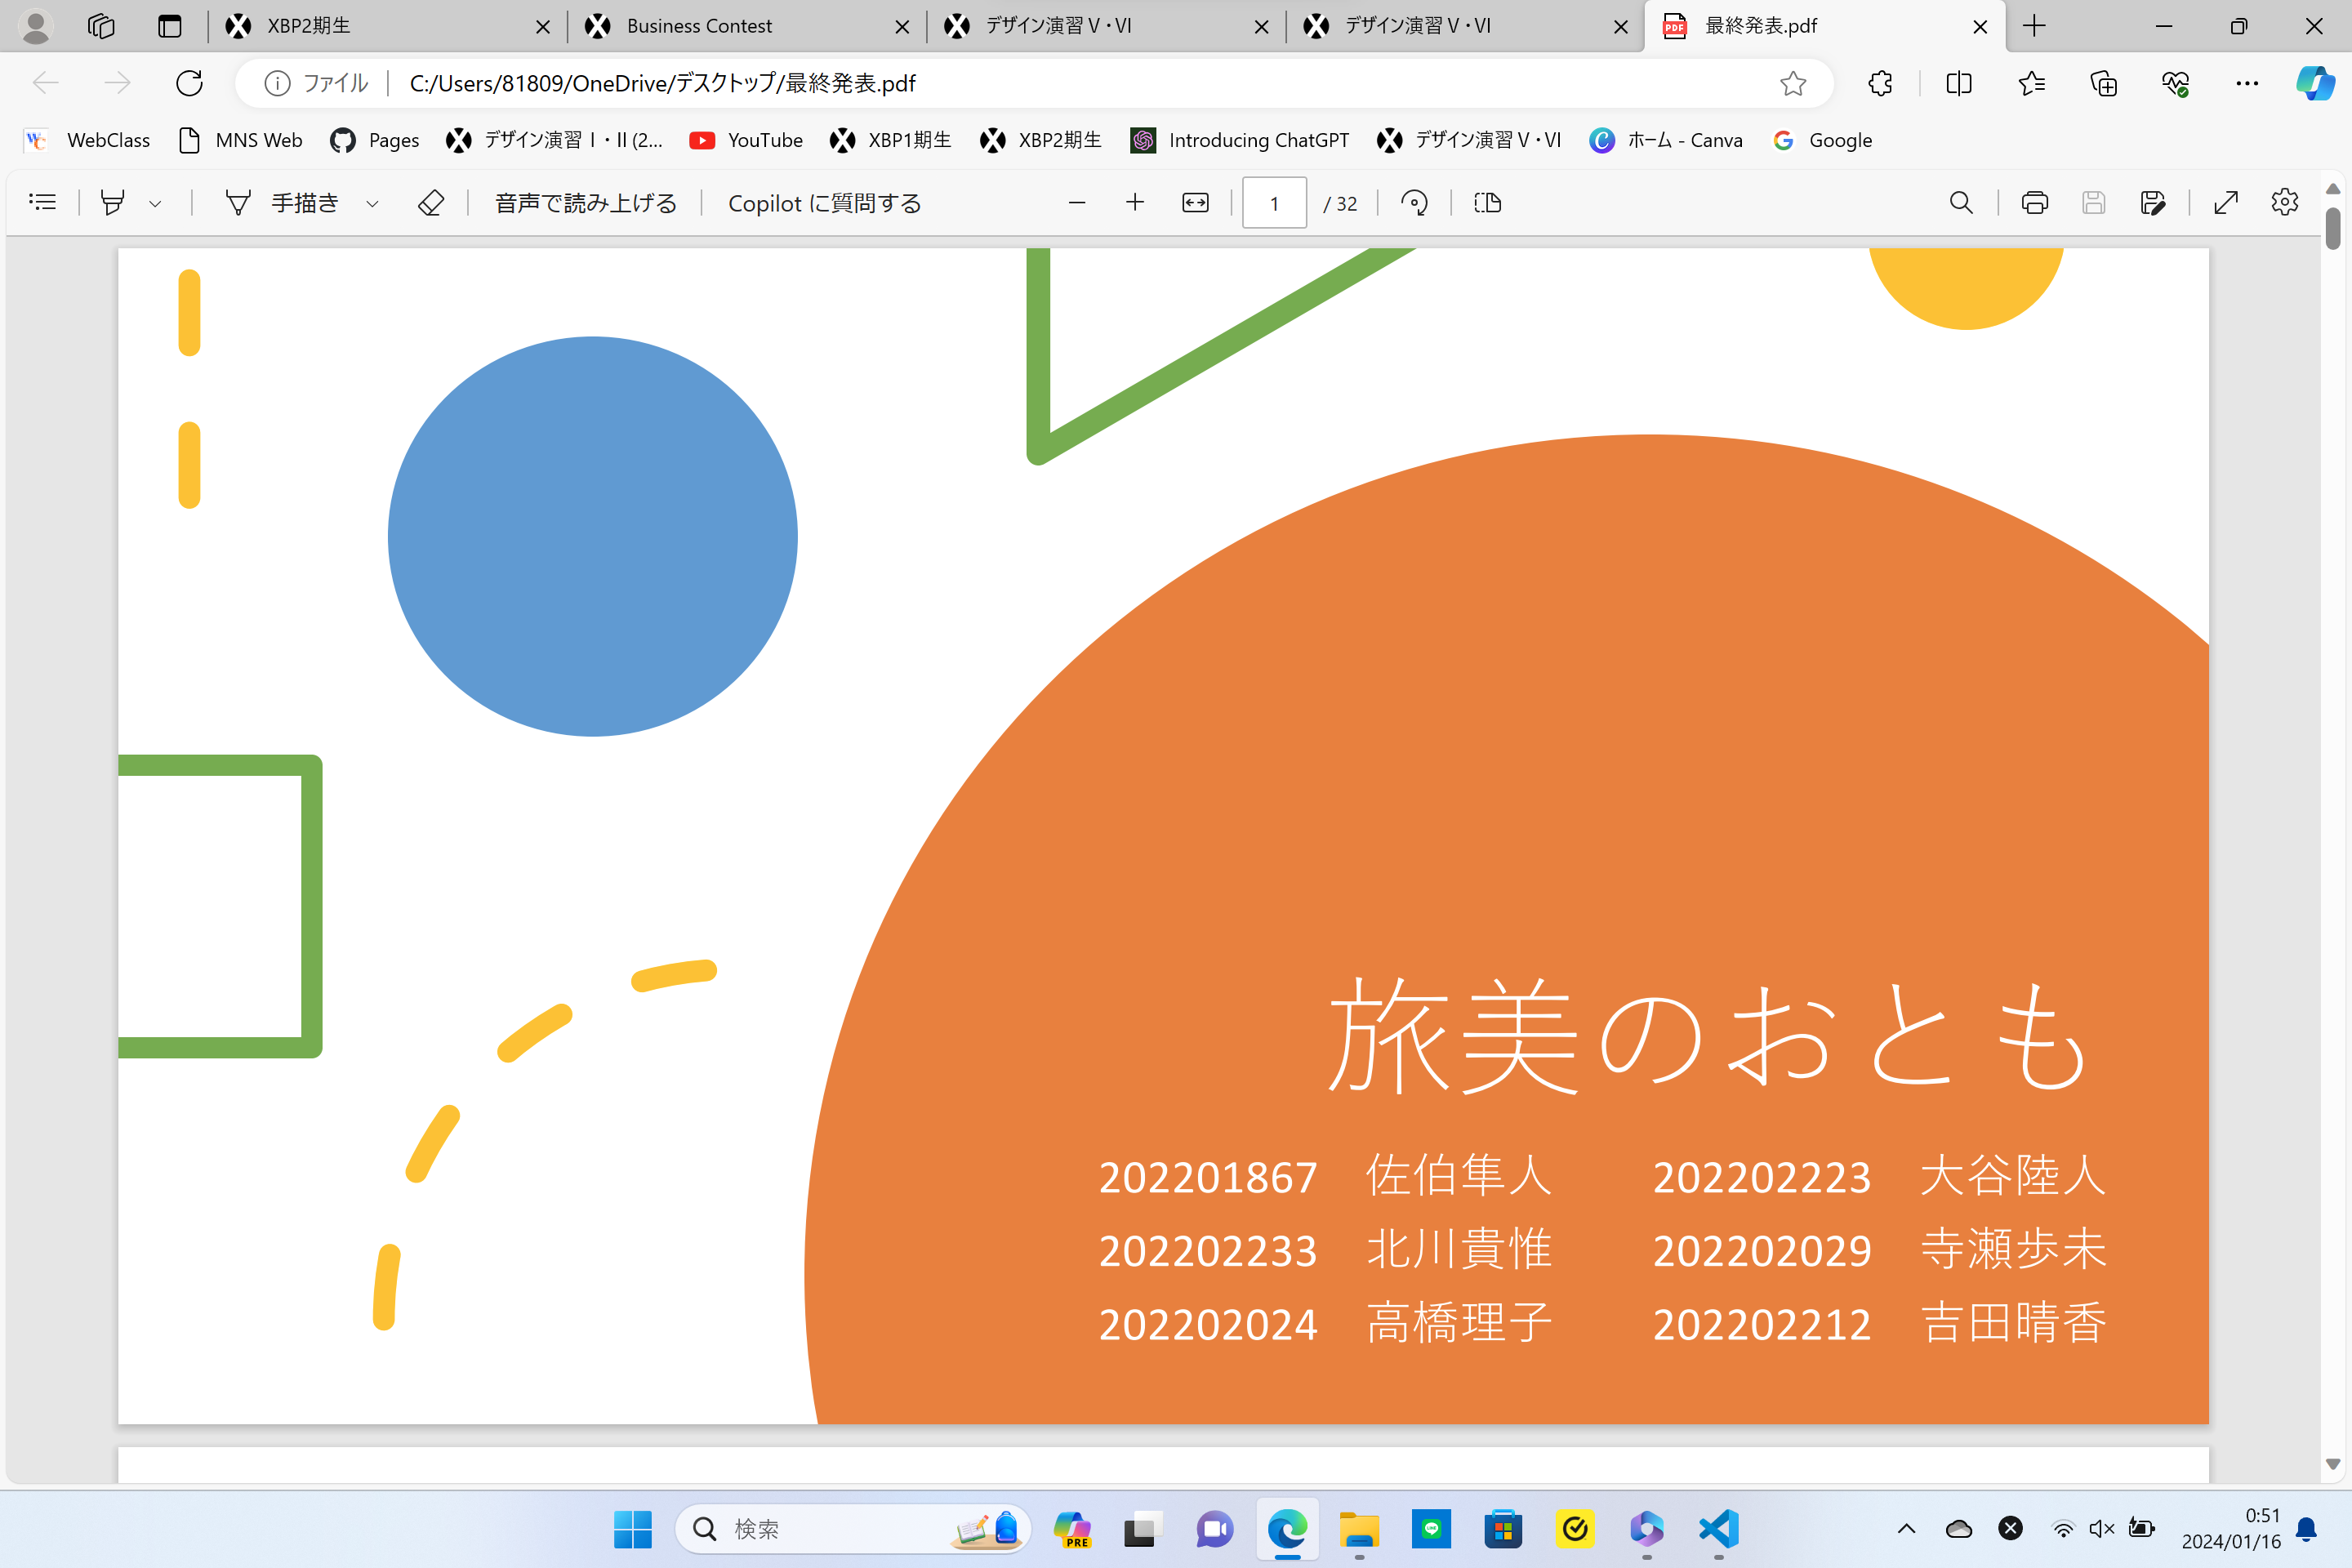 XBP2期生
Business Contest
デザイン演習Ⅴ・Ⅵ
デザイン演習Ⅴ・Ⅵ
PDF
最終発表.pdf
ファイル
C:/Users/81809/OneDrive/デスクトップ/最終発表.pdf
WebClass
MNS Web
Pages
デザイン演習Ⅰ・Ⅱ(2...
YouTube
XBP1期生
XBP2期生
Introducing ChatGPT
デザイン演習Ⅴ・Ⅵ
ホーム - Canva
Google
手描き
音声で読み上げる
Copilot に質問する
1
/ 32
旅美のおとも
202201867 佐伯隼人 202202223 大谷陸人
202202233 北川貴惟 202202029 寺瀬歩未
202202024 高橋理子 202202212 吉田晴香
検索
PRE
0:51
2024/01/16